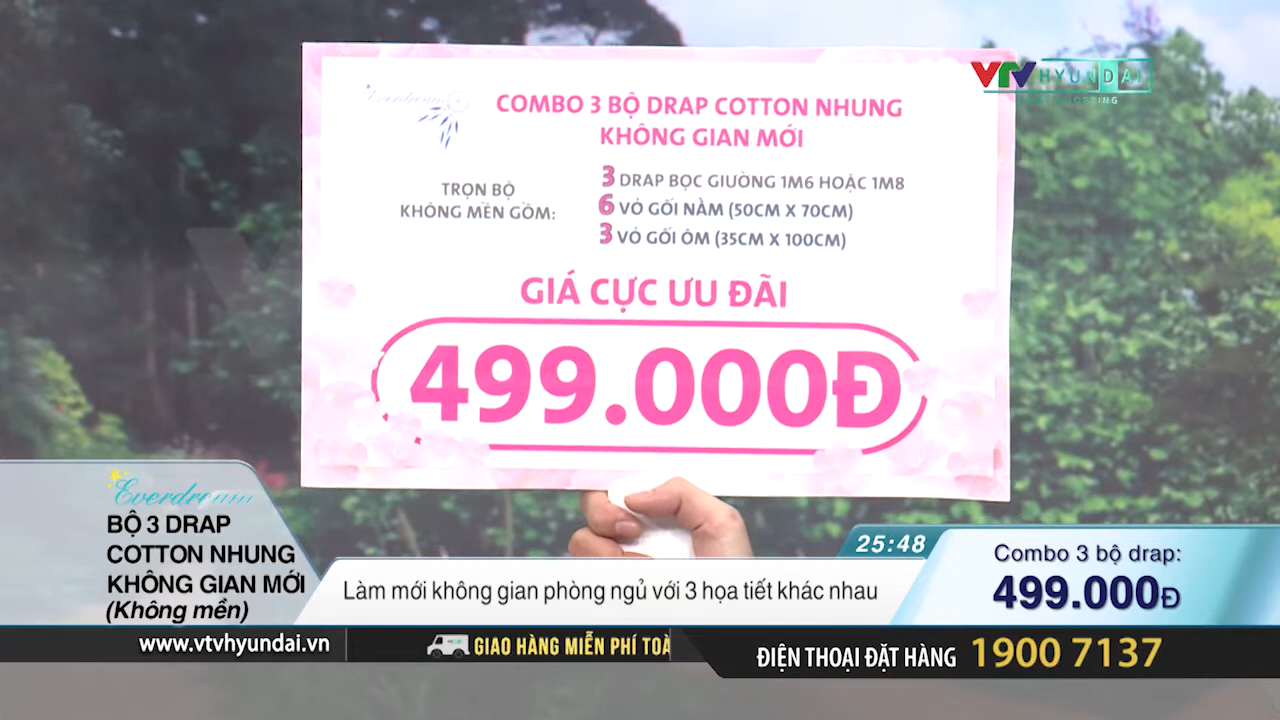 VTV HYUNDAI
Everdream
COMBO 3 BỘ DRAP COTTON NHUNG
KHÔNG GIAN MỚI
TRỌN BỘ
KHÔNG MỀN GỒM:
3 DRAP BỌC GIƯỜNG 1M6 HOẶC 1M8
6 VỎ GỐI NẰM (50CM X 70CM)
3 VỎ GỐI ÔM (35CM X 100CM)
GIÁ CỰC ƯU ĐÃI
499.000Đ
Everdream
BỘ 3 DRAP
COTTON NHUNG
KHÔNG GIAN MỚI
(Không mền)
Làm mới không gian phòng ngủ với 3 họa tiết khác nhau
25:48
Combo 3 bộ drap:
499.000Đ
www.vtvhyundai.vn
GIAO HÀNG MIỄN PHÍ TOÀ
ĐIỆN THOẠI ĐẶT HÀNG 1900 7137